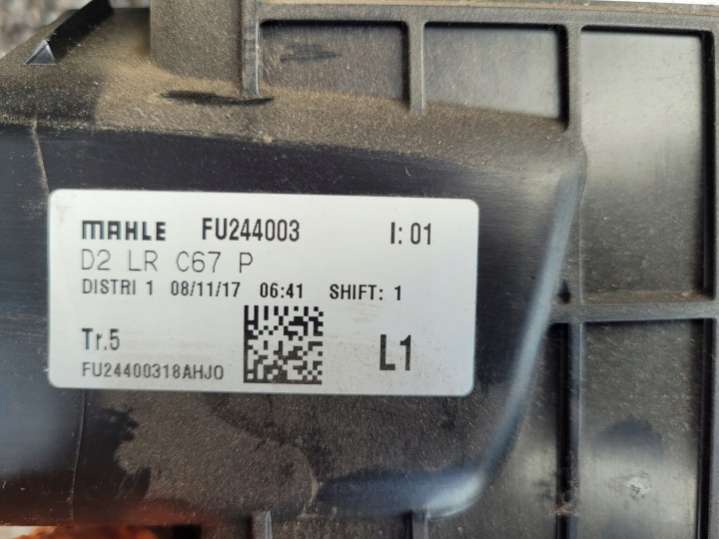 MAHLE FU244003 I: 01
D2 LR C67 P
DISTRI 1 08/11/17 06:41 SHIFT: 1
Tr.5 L1
FU24400318AHJO